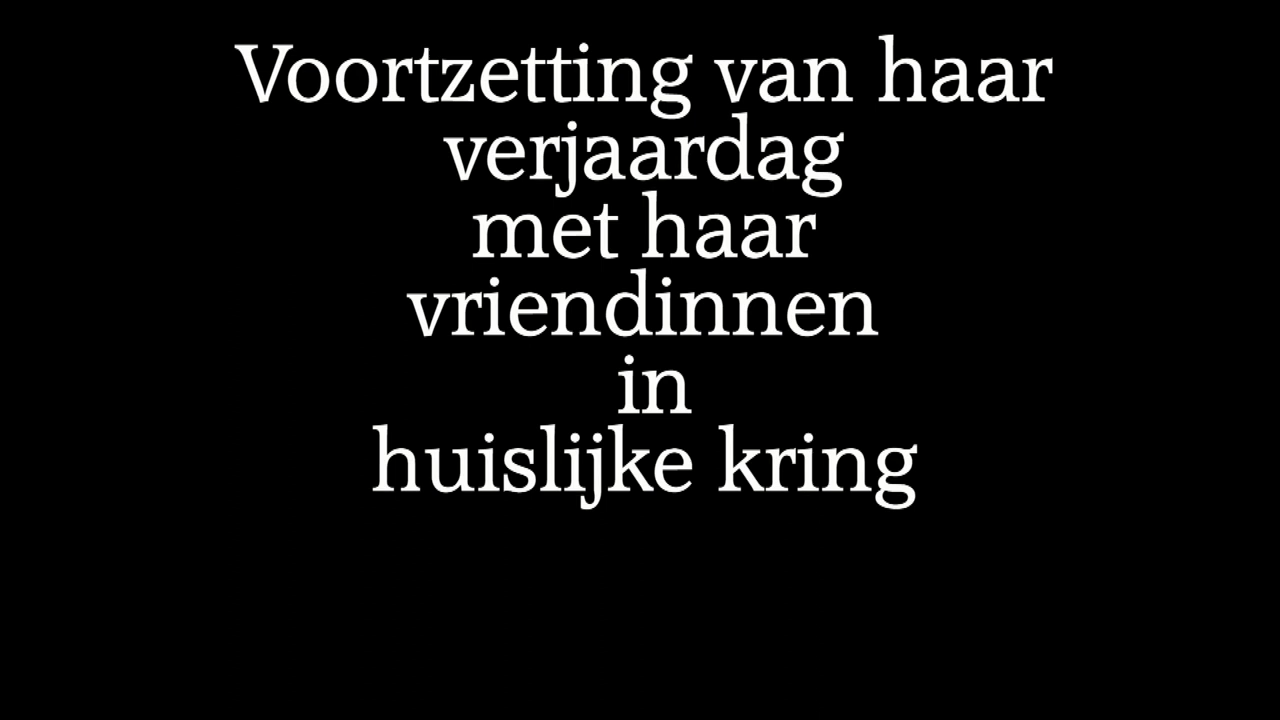 Voortzetting van haar
verjaardag
met haar
vriendinnen
in
huislijke kring